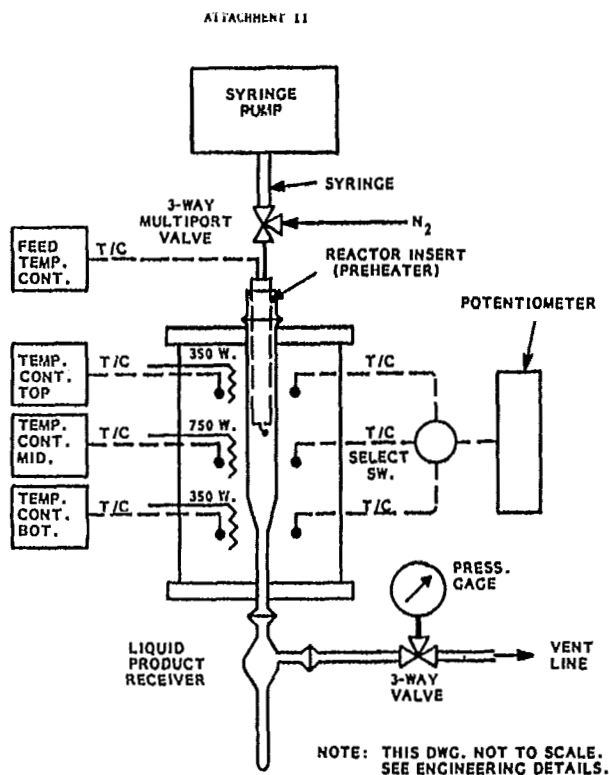 ATTACHMENT II
SYRINGE
PUMP
SYRINGE
3-WAY
MULTIPORT
VALVE
N2
FEED
TEMP.
CONT.
T/C
REACTOR INSERT
(PREHEATER)
POTENTIOMETER
TEMP.
CONT.
TOP
T/C
350 W.
T/C
TEMP.
CONT.
MID.
T/C
750 W.
T/C
SELECT
SW.
TEMP.
CONT.
BOT.
T/C
350 W.
T/C
PRESS.
GAGE
LIQUID
PRODUCT
RECEIVER
3-WAY
VALVE
VENT
LINE
NOTE: THIS DWG. NOT TO SCALE.
SEE ENGINEERING DETAILS.